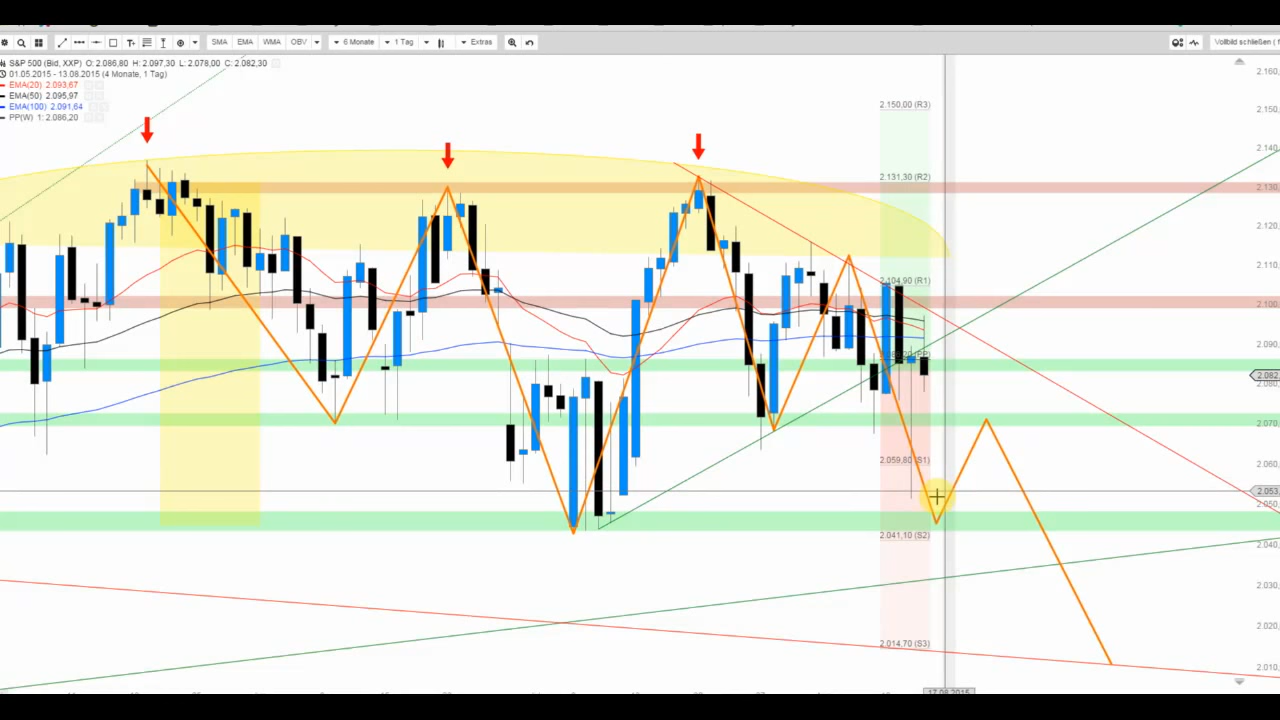 SMA EMA WMA OBV 6 Monate 1 Tag Extras Vollbild schließen (
S&P 500 (Bid, XXP) O: 2.086,80 H: 2.097,30 L: 2.078,00 C: 2.082,30
01.05.2015 - 13.08.2015 (4 Monate, 1 Tag)
EMA(20) 2.093,67
EMA(50) 2.095,97
EMA(100) 2.091,64
PP(W) 1: 2.086,20
2.150,00 (R3)
2.131,30 (R2)
2.104,90 (R1)
2.059,80 (S1)
2.041,10 (S2)
2.014,70 (S3)
2.160,
2.150,
2.140,
2.130,
2.120,
2.110,
2.100,
2.090,
2.082,
2.080,
2.070,
2.060,
2.053,
2.050,
2.040,
2.030,
2.020,
2.010,
17.08.2015